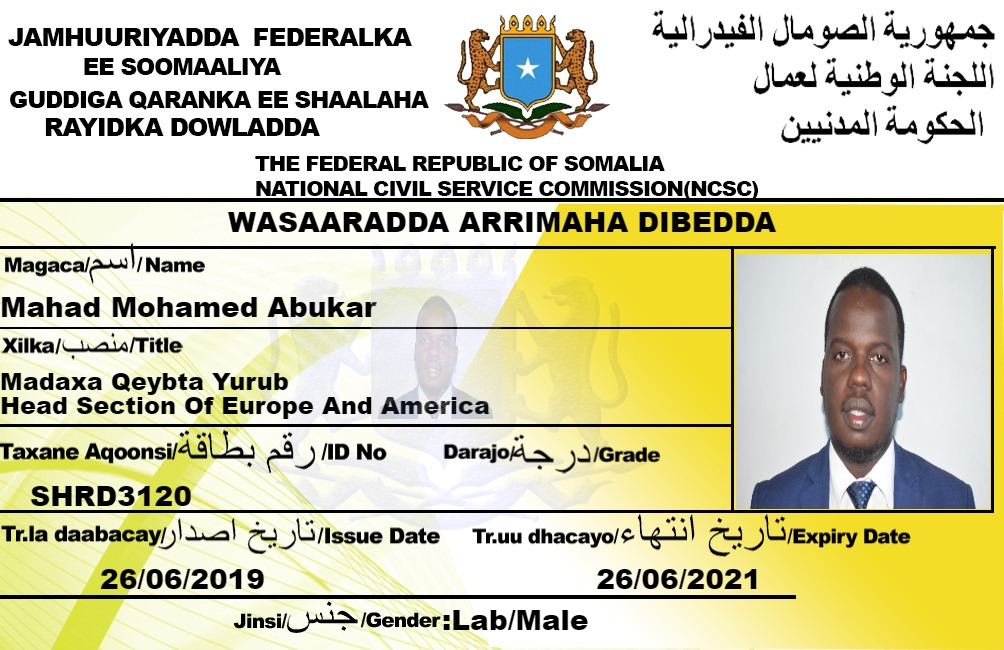 JAMHUURIYADDA FEDERALKA
EE SOOMAALIYA
GUDDIGA QARANKA EE SHAALAHA
RAYIDKA DOWLADDA
جمهورية الصومال الفيدرالية
اللجنة الوطنية لعمال
الحكومة المدنيين
THE FEDERAL REPUBLIC OF SOMALIA
NATIONAL CIVIL SERVICE COMMISSION(NCSC)
WASAARADDA ARRIMAHA DIBEDDA
Magaca/اسم/Name
Mahad Mohamed Abukar
Xilka/منصب/Title
Madaxa Qeybta Yurub
Head Section Of Europe And America
Taxane Aqoonsi/رقم بطاقة/ID No
Darajo/درجة/Grade
SHRD3120
Tr.la daabacay/تاريخ اصدار/Issue Date
Tr.uu dhacayo/تاريخ انتهاء/Expiry Date
26/06/2019
26/06/2021
Jinsi/جنس/Gender:Lab/Male